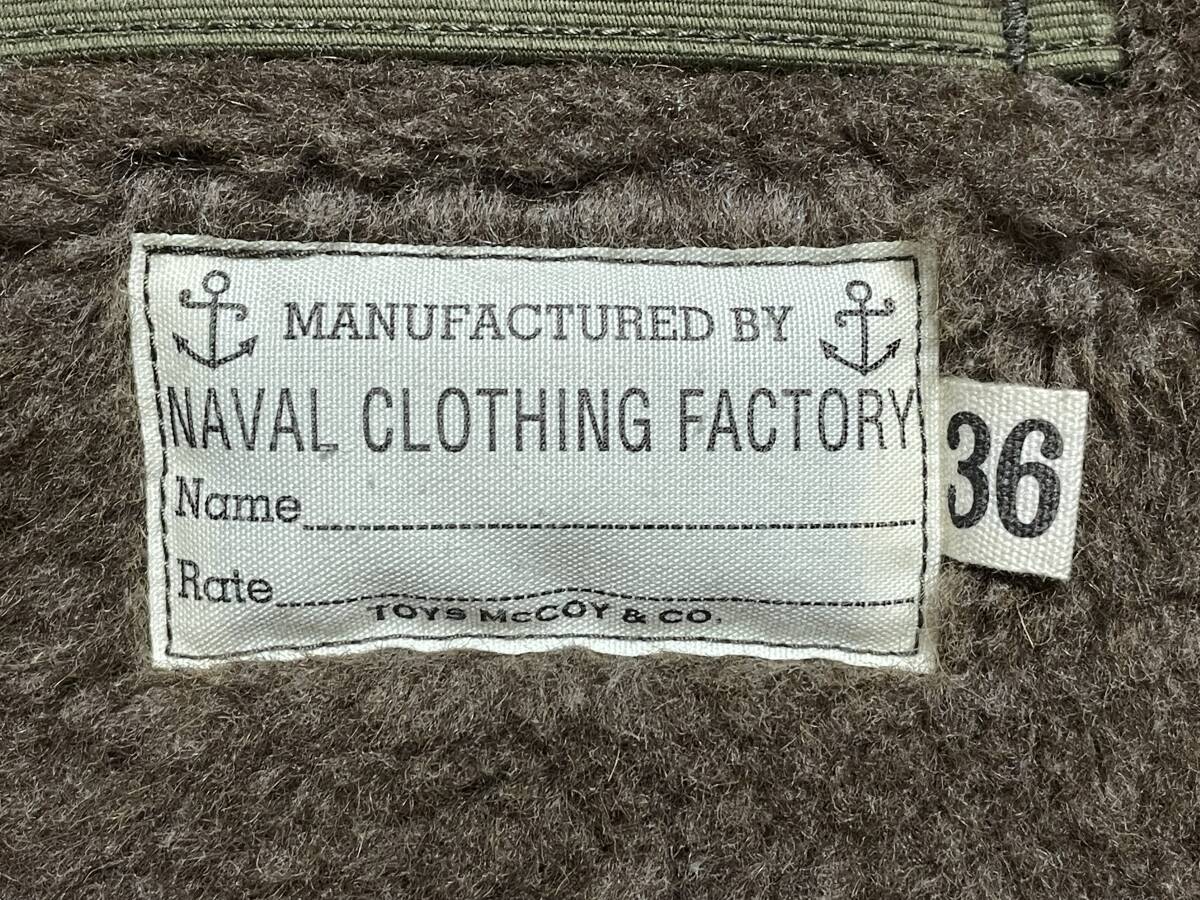 MANUFACTURED BY
NAVAL CLOTHING FACTORY
36
Name
Rate
TOYS McCOY & CO.